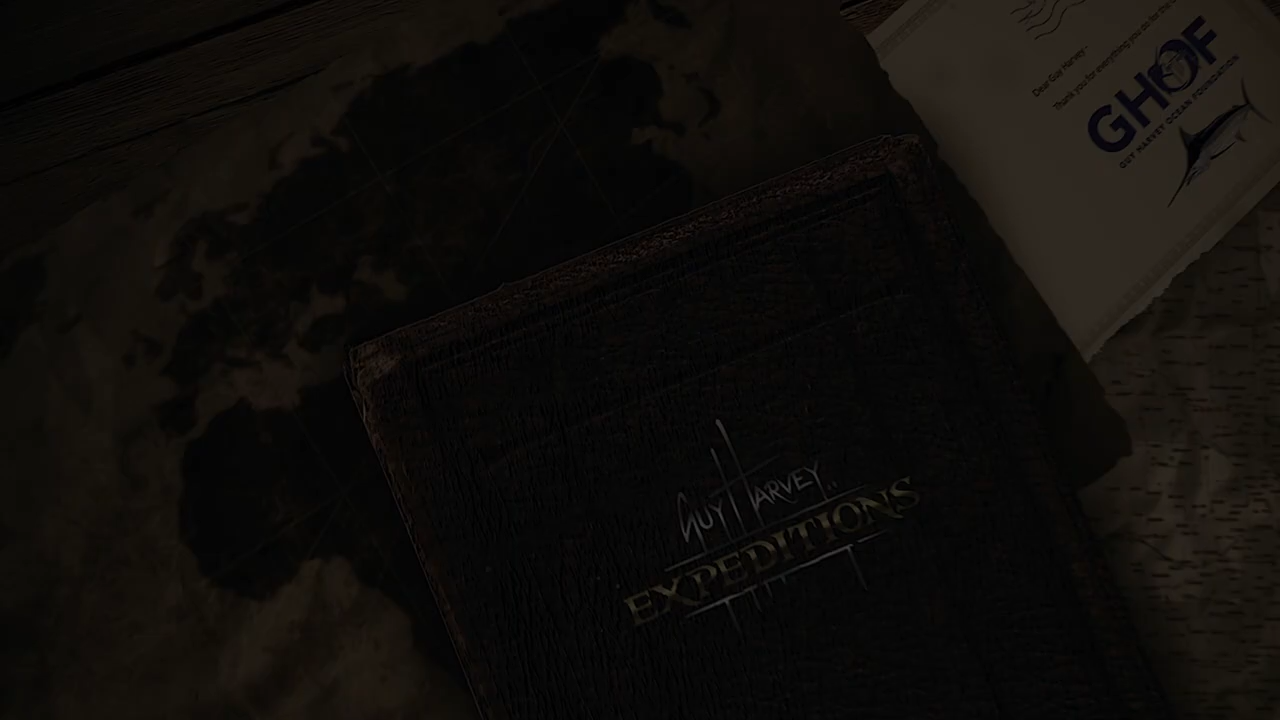 Dear Guy Harvey -
Thank you for everything you do for the
GHOF
GUY HARVEY OCEAN FOUNDATION
GUY HARVEY
EXPEDITIONS